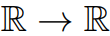 ℝ → ℝ